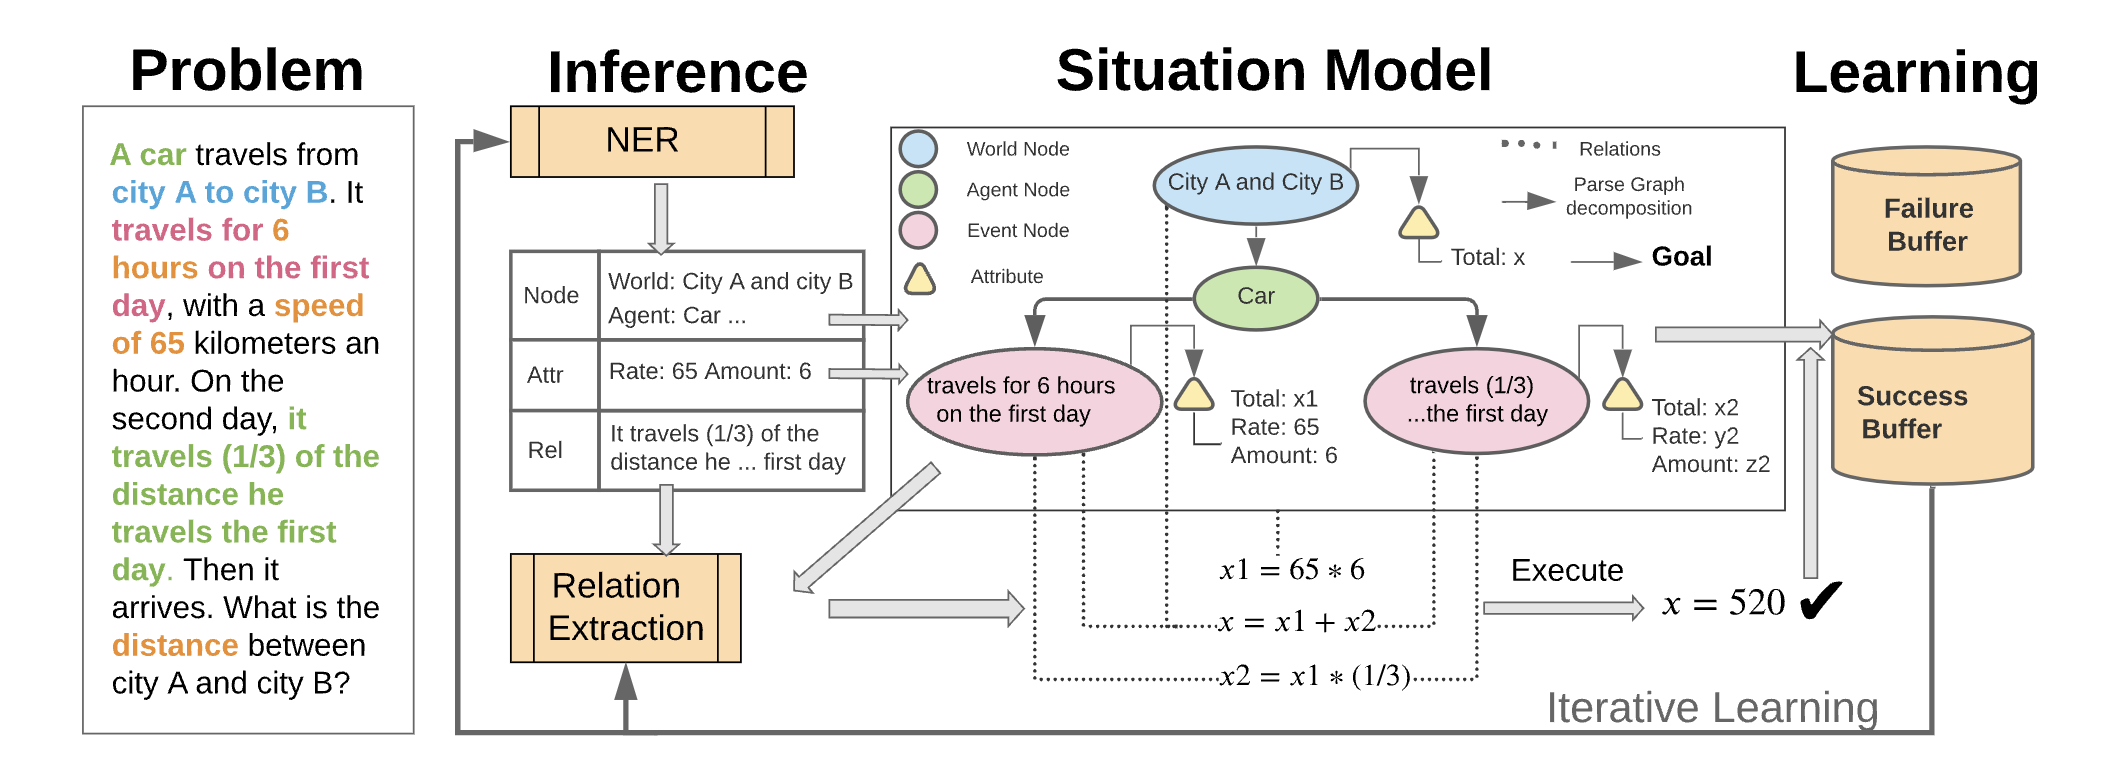 Problem
Inference
Situation Model
Learning
A car travels from
city A to city B. It
travels for 6
hours on the first
day, with a speed
of 65 kilometers an
hour. On the
second day, it
travels (1/3) of the
distance he
travels the first
day. Then it
arrives. What is the
distance between
city A and city B?
NER
Node
World: City A and city B
Agent: Car ...
Attr
Rate: 65 Amount: 6
Rel
It travels (1/3) of the
distance he ... first day
Relation
Extraction
World Node
Agent Node
Event Node
Attribute
City A and City B
Relations
Parse Graph
decomposition
Total: x
Goal
Car
travels for 6 hours
on the first day
Total: x1
Rate: 65
Amount: 6
travels (1/3)
...the first day
Total: x2
Rate: y2
Amount: z2
x1 = 65 * 6
x = x1 + x2
x2 = x1 * (1/3)
Execute
x = 520 ✔
Failure
Buffer
Success
Buffer
Iterative Learning